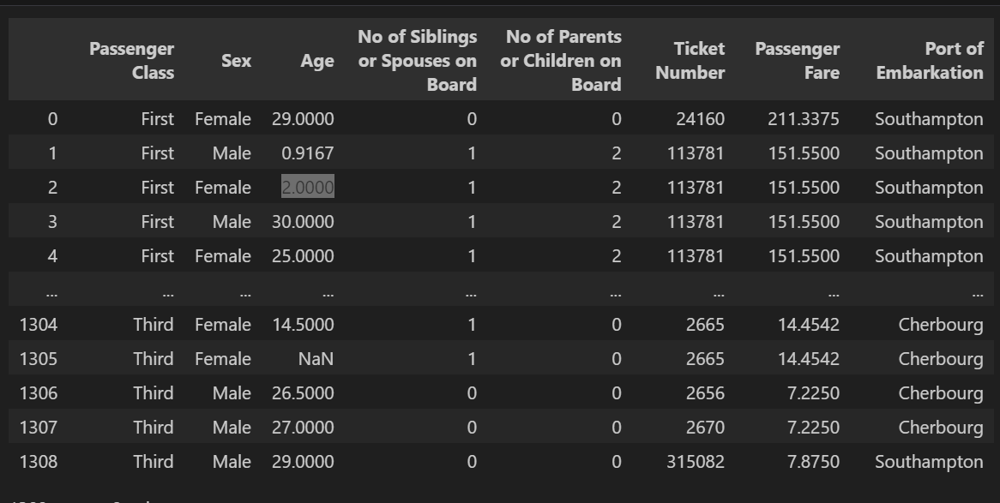 Passenger Class Sex Age No of Siblings or Spouses on Board No of Parents or Children on Board Ticket Number Passenger Fare Port of Embarkation
0 First Female 29.0000 0 0 24160 211.3375 Southampton
1 First Male 0.9167 1 2 113781 151.5500 Southampton
2 First Female 2.0000 1 2 113781 151.5500 Southampton
3 First Male 30.0000 1 2 113781 151.5500 Southampton
4 First Female 25.0000 1 2 113781 151.5500 Southampton
... ... ... ... ... ... ... ... ...
1304 Third Female 14.5000 1 0 2665 14.4542 Cherbourg
1305 Third Female NaN 1 0 2665 14.4542 Cherbourg
1306 Third Male 26.5000 0 0 2656 7.2250 Cherbourg
1307 Third Male 27.0000 0 0 2670 7.2250 Cherbourg
1308 Third Male 29.0000 0 0 315082 7.8750 Southampton